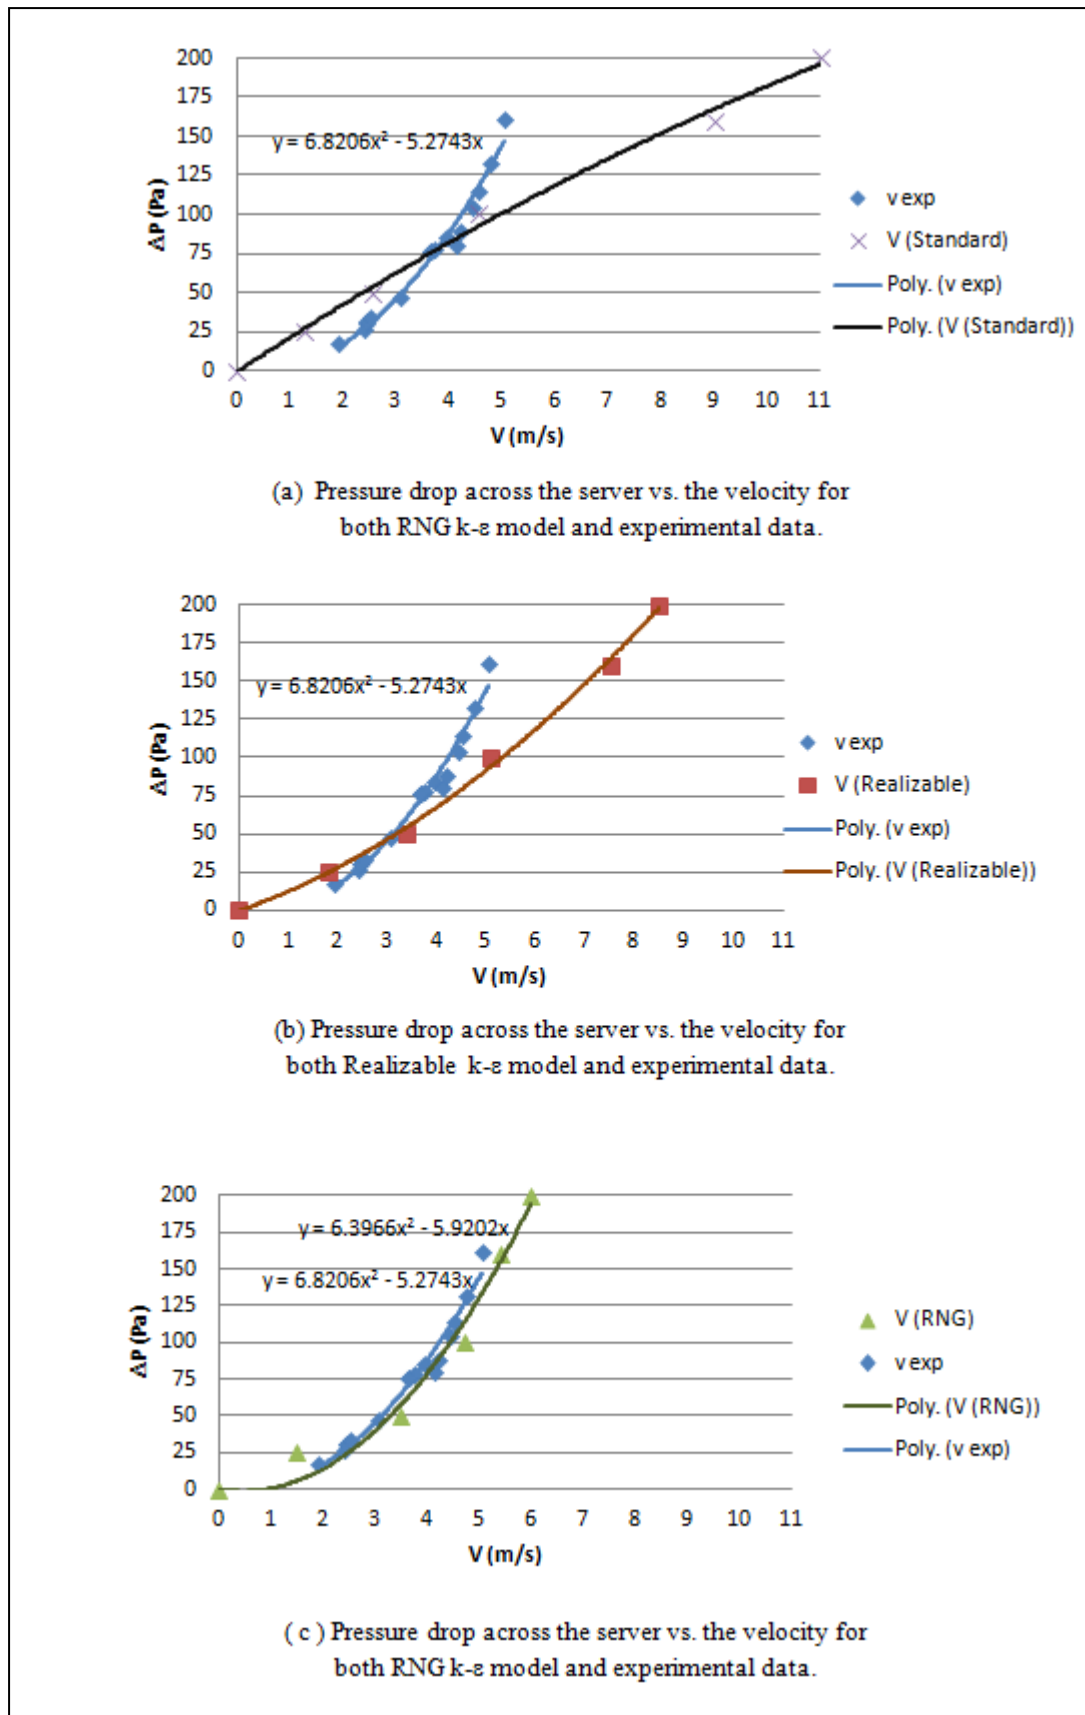 200
175
150
125
100
75
50
25
0
ΔP (Pa)
y = 6.8206x² - 5.2743x
0 1 2 3 4 5 6 7 8 9 10 11
V (m/s)
v exp
V (Standard)
Poly. (v exp)
Poly. (V (Standard))
(a) Pressure drop across the server vs. the velocity for
both RNG k-ε model and experimental data.
200
175
150
125
100
75
50
25
0
ΔP (Pa)
y = 6.8206x² - 5.2743x
0 1 2 3 4 5 6 7 8 9 10 11
V (m/s)
v exp
V (Realizable)
Poly. (v exp)
Poly. (V (Realizable))
(b) Pressure drop across the server vs. the velocity for
both Realizable k-ε model and experimental data.
200
175
150
125
100
75
50
25
0
ΔP (Pa)
y = 6.3966x² - 5.9202x
y = 6.8206x² - 5.2743x
0 1 2 3 4 5 6 7 8 9 10 11
V (m/s)
V (RNG)
v exp
Poly. (V (RNG))
Poly. (v exp)
( c ) Pressure drop across the server vs. the velocity for
both RNG k-ε model and experimental data.